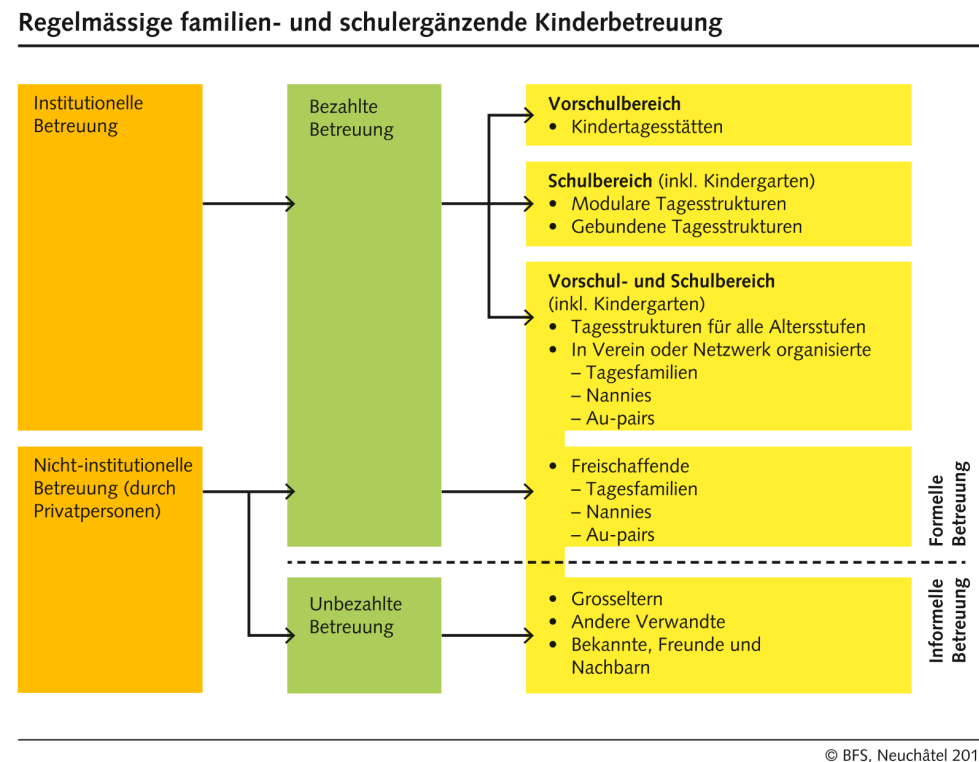 Regelmässige familien- und schulergänzende Kinderbetreuung
Institutionelle
Betreuung
Bezahlte
Betreuung
Vorschulbereich
• Kindertagesstätten
Schulbereich (inkl. Kindergarten)
• Modulare Tagesstrukturen
• Gebundene Tagesstrukturen
Vorschul- und Schulbereich
(inkl. Kindergarten)
• Tagesstrukturen für alle Altersstufen
• In Verein oder Netzwerk organisierte
– Tagesfamilien
– Nannies
– Au-pairs
Nicht-institutionelle
Betreuung (durch
Privatpersonen)
• Freischaffende
– Tagesfamilien
– Nannies
– Au-pairs
Formelle
Betreuung
Unbezahlte
Betreuung
• Grosseltern
• Andere Verwandte
• Bekannte, Freunde und
Nachbarn
Informelle
Betreuung
© BFS, Neuchâtel